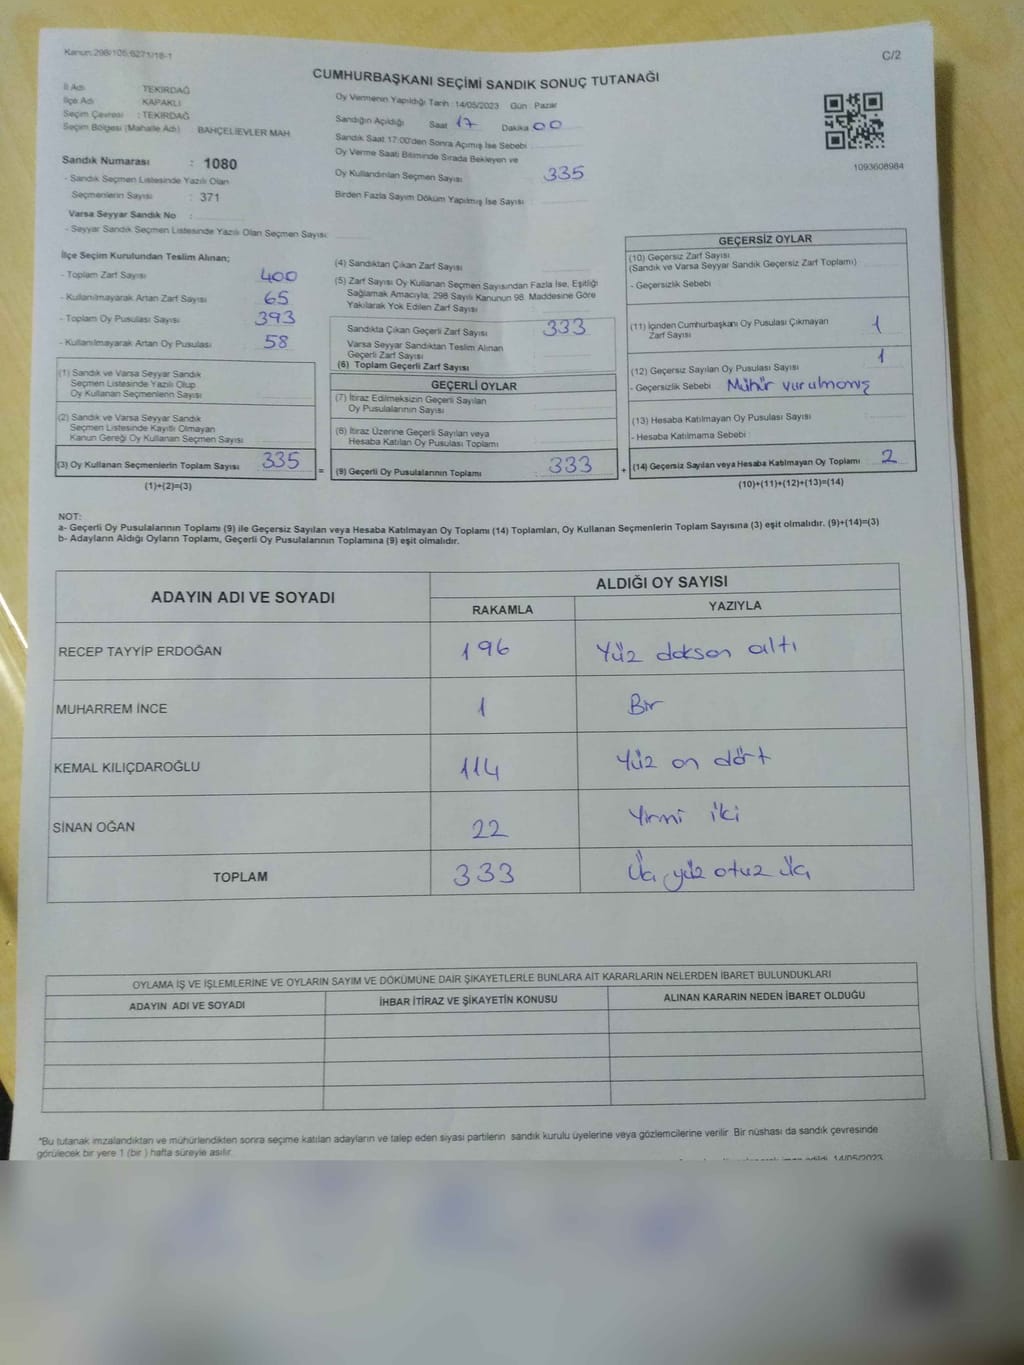 Kanun:298/105;6271/18-1
C/2
CUMHURBAŞKANI SEÇİMİ SANDIK SONUÇ TUTANAĞI
İl Adı : TEKİRDAĞ
İlçe Adı : KAPAKLI
Seçim Çevresi : TEKİRDAĞ
Seçim Bölgesi (Mahalle Adı) : BAHÇELİEVLER MAH
Sandık Numarası : 1080
- Sandık Seçmen Listesinde Yazılı Olan
Seçmenlerin Sayısı : 371
Varsa Seyyar Sandık No :
- Seyyar Sandık Seçmen Listesinde Yazılı Olan Seçmen Sayısı:
Oy Vermenin Yapıldığı Tarih :14/05/2023 Gün : Pazar
Sandığın Açıldığı Saat 17 Dakika 00
Sandık Saat 17:00'den Sonra Açımış İse Sebebi
Oy Verme Saati Bitiminde Sırada Bekleyen ve
Oy Kullandırılan Seçmen Sayısı 335
Birden Fazla Sayım Döküm Yapılmış İse Sayısı
1093608984
İlçe Seçim Kurulundan Teslim Alınan;
- Toplam Zarf Sayısı 400
- Kullanılmayarak Artan Zarf Sayısı 65
- Toplam Oy Pusulası Sayısı 393
- Kullanılmayarak Artan Oy Pusulası 58
(1) Sandık ve Varsa Seyyar Sandık
Seçmen Listesinde Yazılı Olup
Oy Kullanan Seçmenlerin Sayısı
(2) Sandık ve Varsa Seyyar Sandık
Seçmen Listesinde Kayıtlı Olmayan
Kanun Gereği Oy Kullanan Seçmen Sayısı
(3) Oy Kullanan Seçmenlerin Toplam Sayısı 335
(1)+(2)=(3)
=
(4) Sandıktan Çıkan Zarf Sayısı
(5) Zarf Sayısı Oy Kullanan Seçmen Sayısından Fazla İse, Eşitliği
Sağlamak Amacıyla, 298 Sayılı Kanunun 98. Maddesine Göre
Yakılarak Yok Edilen Zarf Sayısı
Sandıkta Çıkan Geçerli Zarf Sayısı 333
Varsa Seyyar Sandıktan Teslim Alınan
Geçerli Zarf Sayısı
(6) Toplam Geçerli Zarf Sayısı
GEÇERLİ OYLAR
(7) İtiraz Edilmeksizin Geçerli Sayılan
Oy Pusulalarının Sayısı
(8) İtiraz Üzerine Geçerli Sayılan veya
Hesaba Katılan Oy Pusulası Toplamı
(9) Geçerli Oy Pusulalarının Toplamı 333
+
GEÇERSİZ OYLAR
(10) Geçersiz Zarf Sayısı
(Sandık ve Varsa Seyyar Sandık Geçersiz Zarf Toplamı)
- Geçersizlik Sebebi
(11) İçinden Cumhurbaşkanı Oy Pusulası Çıkmayan
Zarf Sayısı 1
(12) Geçersiz Sayılan Oy Pusulası Sayısı 1
- Geçersizlik Sebebi Mühür vurulmamış
(13) Hesaba Katılmayan Oy Pusulası Sayısı
- Hesaba Katılmama Sebebi
(14) Geçersiz Sayılan veya Hesaba Katılmayan Oy Toplamı 2
(10)+(11)+(12)+(13)=(14)
NOT:
a- Geçerli Oy Pusulalarının Toplamı (9) ile Geçersiz Sayılan veya Hesaba Katılmayan Oy Toplamı (14) Toplamları, Oy Kullanan Seçmenlerin Toplam Sayısına (3) eşit olmalıdır. (9)+(14)=(3)
b- Adayların Aldığı Oyların Toplamı, Geçerli Oy Pusulalarının Toplamına (9) eşit olmalıdır.
ADAYIN ADI VE SOYADI
ALDIĞI OY SAYISI
RAKAMLA YAZIYLA
RECEP TAYYİP ERDOĞAN 196 Yüz doksan altı
MUHARREM İNCE 1 Bir
KEMAL KILIÇDAROĞLU 114 Yüz on dört
SİNAN OĞAN 22 Yirmi iki
TOPLAM 333 Üç yüz otuz üç
OYLAMA İŞ VE İŞLEMLERİNE VE OYLARIN SAYIM VE DÖKÜMÜNE DAİR ŞİKAYETLERLE BUNLARA AİT KARARLARIN NELERDEN İBARET BULUNDUKLARI
ADAYIN ADI VE SOYADI İHBAR İTİRAZ VE ŞİKAYETİN KONUSU ALINAN KARARIN NEDEN İBARET OLDUĞU
*Bu tutanak imzalandıktan ve mühürlendikten sonra seçime katılan adayların ve talep eden siyasi partilerin sandık kurulu üyelerine veya gözlemcilerine verilir. Bir nüshası da sandık çevresinde
görülecek bir yere 1 (bir ) hafta süreyle asılır.
14/05/2023